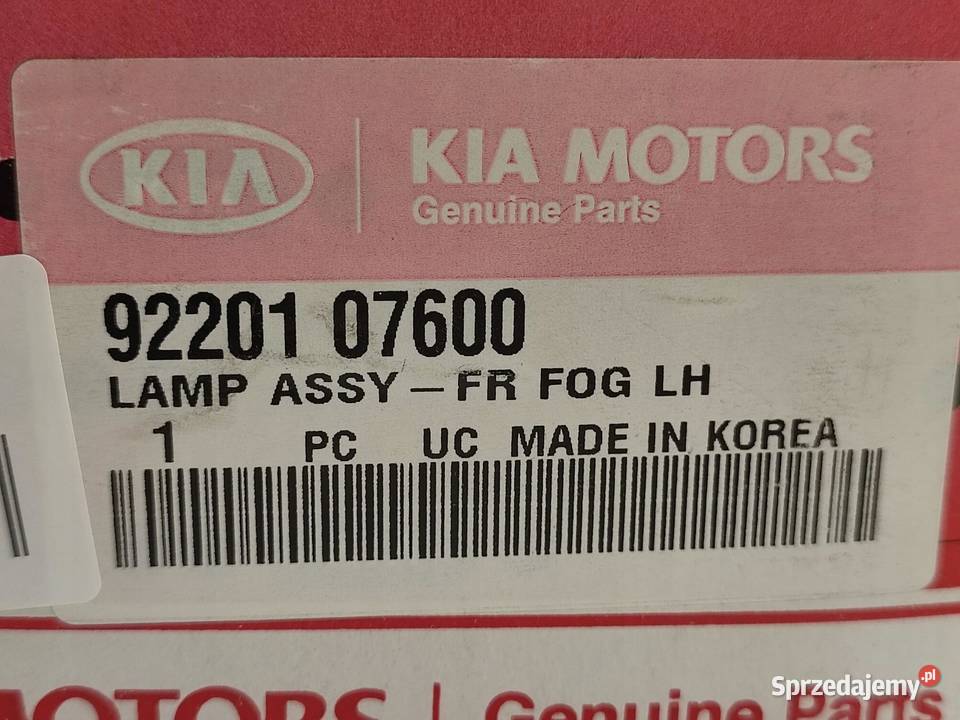 KIA
KIA MOTORS
Genuine Parts
92201 07600
LAMP ASSY – FR FOG LH
1 PC UC MADE IN KOREA
MOTORS | Genuine Parts
Sprzedajemy.pl